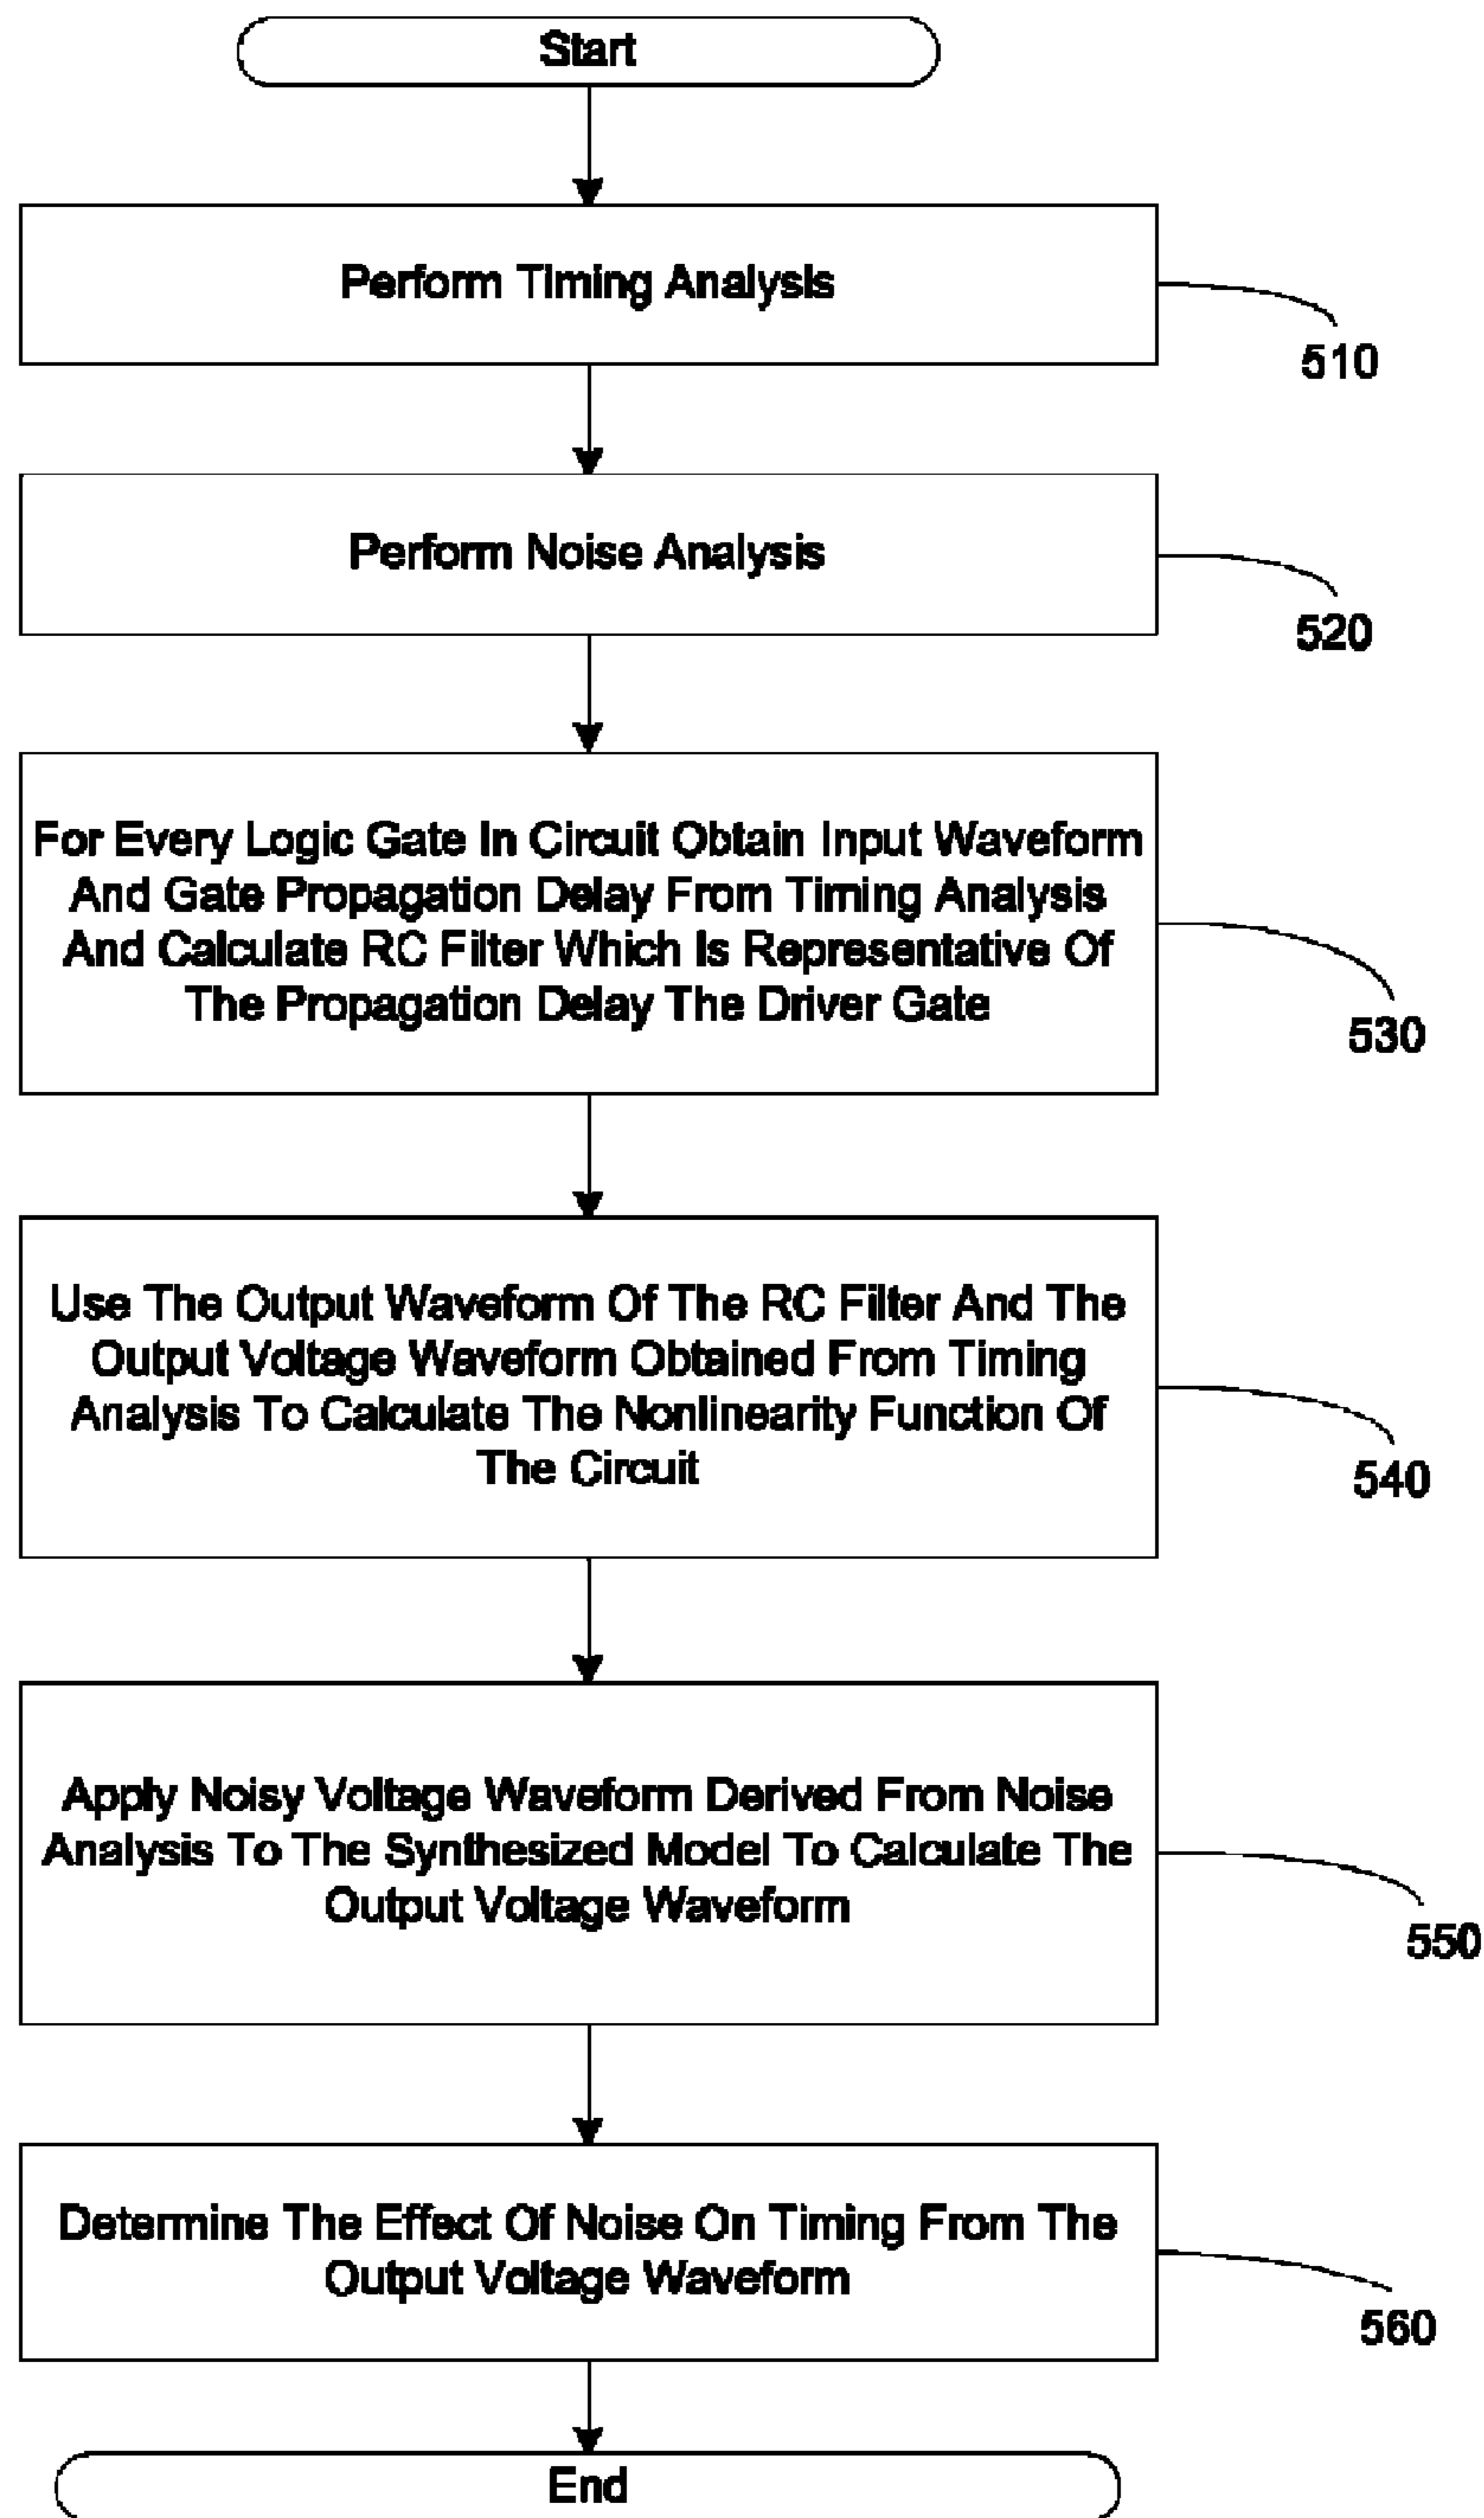 Start
Perform Timing Analysis
510
Perform Noise Analysis
520
For Every Logic Gate In Circuit Obtain Input Waveform
And Gate Propagation Delay From Timing Analysis
And Calculate RC Filter Which Is Representative Of
The Propagation Delay The Driver Gate
530
Use The Output Waveform Of The RC Filter And The
Output Voltage Waveform Obtained From Timing
Analysis To Calculate The Nonlinearity Function Of
The Circuit
540
Apply Noisy Voltage Waveform Derived From Noise
Analysis To The Synthesized Model To Calculate The
Output Voltage Waveform
550
Determine The Effect Of Noise On Timing From The
Output Voltage Waveform
560
End